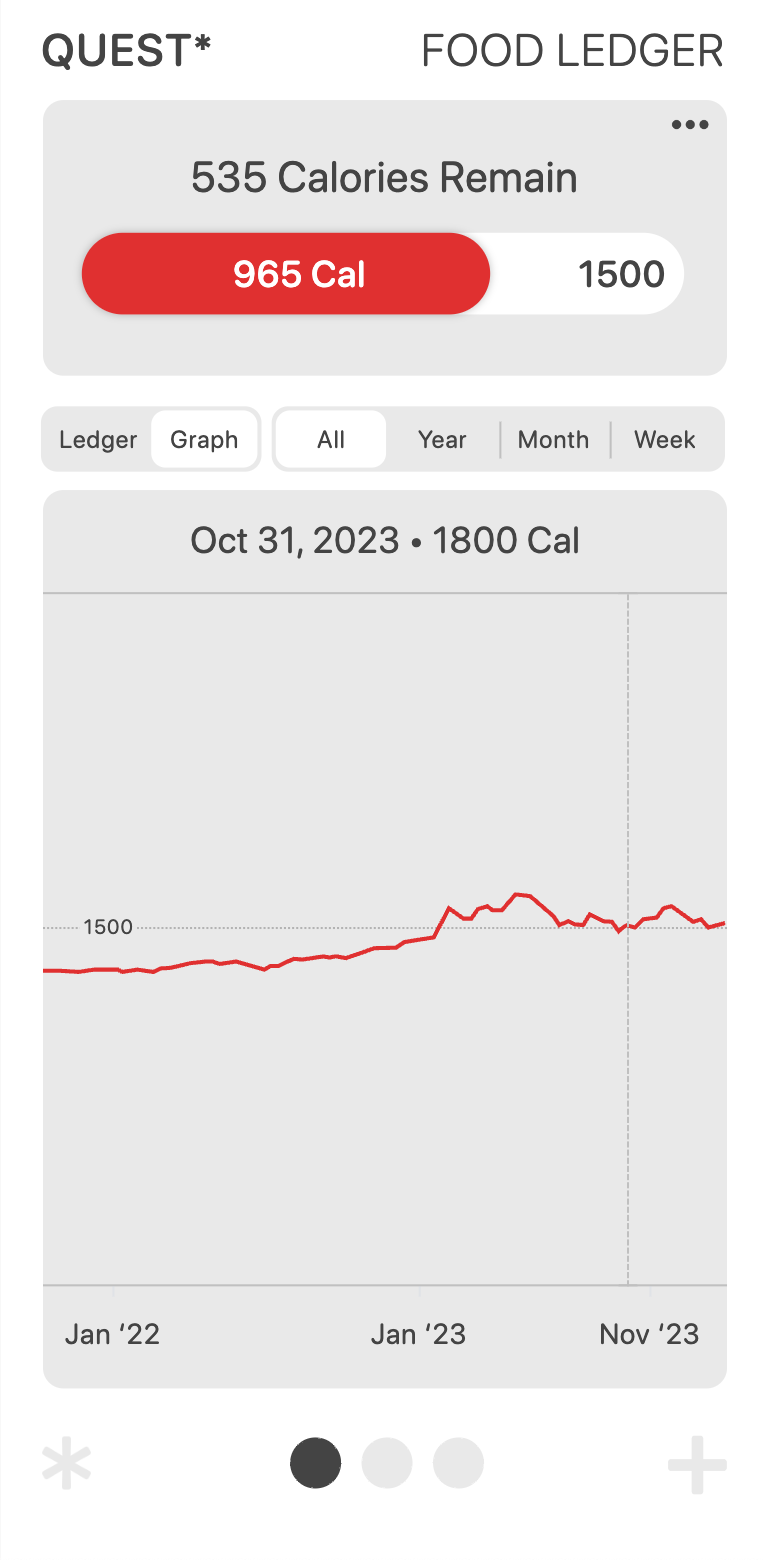 QUEST* FOOD LEDGER
535 Calories Remain
965 Cal 1500
Ledger Graph All Year Month Week
Oct 31, 2023 • 1800 Cal
1500
Jan ‘22 Jan ‘23 Nov ‘23